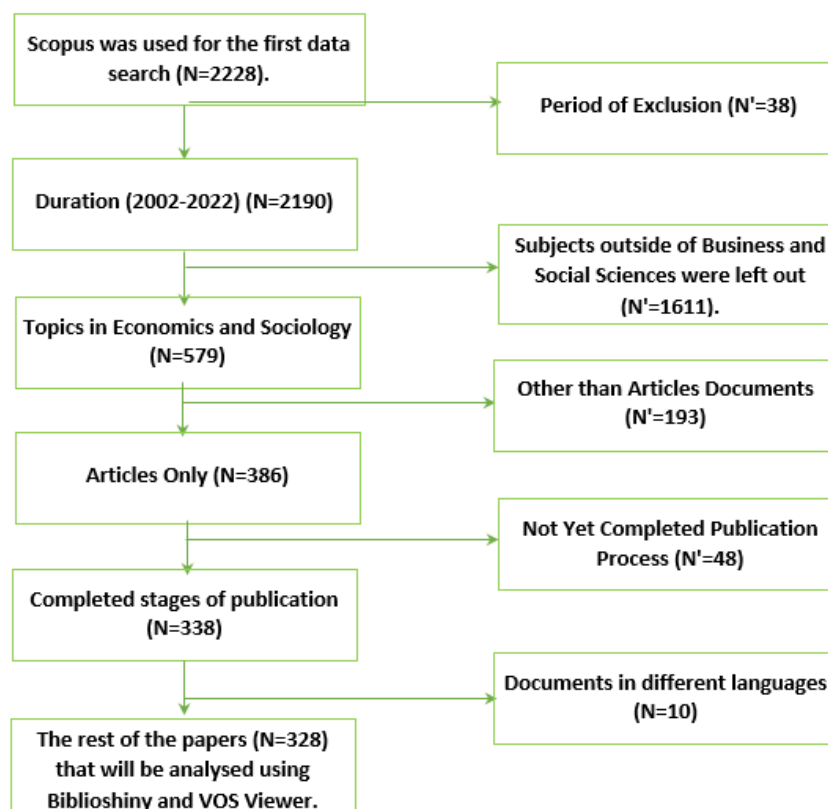 Scopus was used for the first data
search (N=2228).
Period of Exclusion (N'=38)
Duration (2002-2022) (N=2190)
Subjects outside of Business and
Social Sciences were left out
(N'=1611).
Topics in Economics and Sociology
(N=579)
Other than Articles Documents
(N'=193)
Articles Only (N=386)
Not Yet Completed Publication
Process (N'=48)
Completed stages of publication
(N=338)
Documents in different languages
(N=10)
The rest of the papers (N=328)
that will be analysed using
Biblioshiny and VOS Viewer.